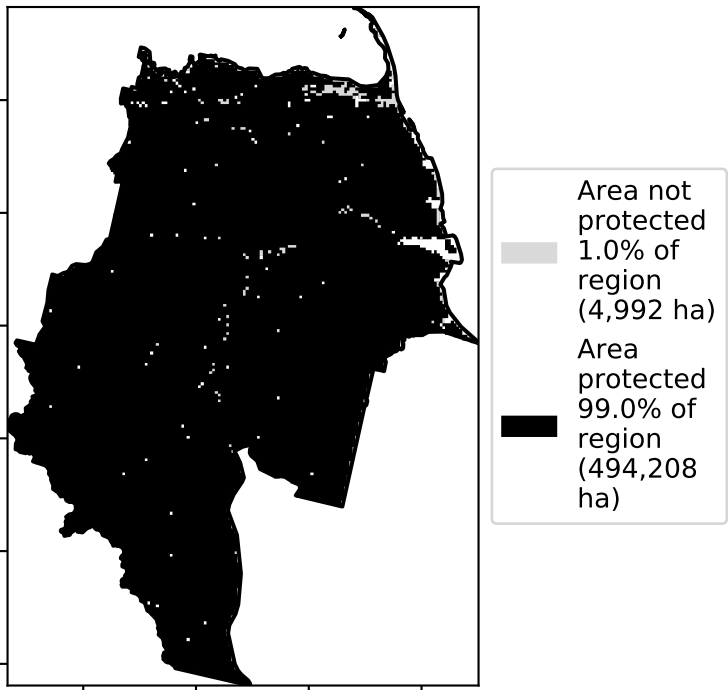 Area not
protected
1.0% of
region
(4,992 ha)
Area
protected
99.0% of
region
(494,208
ha)